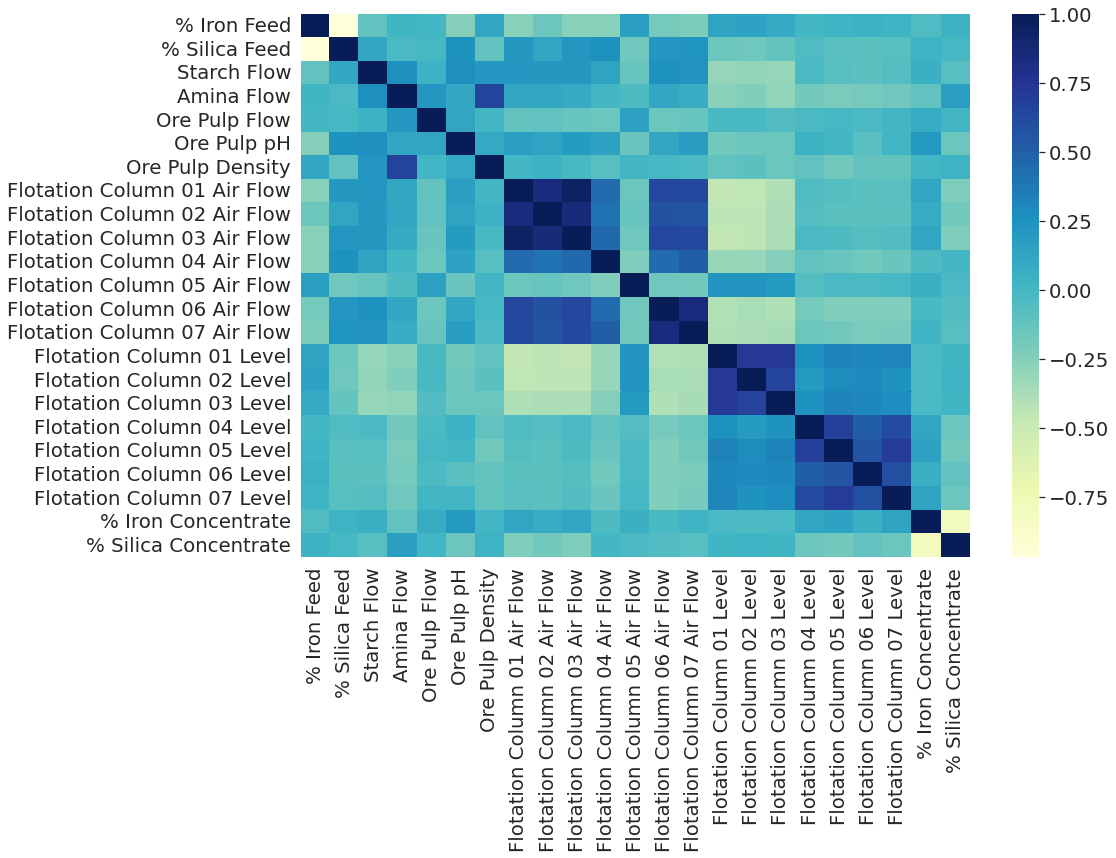 % Iron Feed
% Silica Feed
Starch Flow
Amina Flow
Ore Pulp Flow
Ore Pulp pH
Ore Pulp Density
Flotation Column 01 Air Flow
Flotation Column 02 Air Flow
Flotation Column 03 Air Flow
Flotation Column 04 Air Flow
Flotation Column 05 Air Flow
Flotation Column 06 Air Flow
Flotation Column 07 Air Flow
Flotation Column 01 Level
Flotation Column 02 Level
Flotation Column 03 Level
Flotation Column 04 Level
Flotation Column 05 Level
Flotation Column 06 Level
Flotation Column 07 Level
% Iron Concentrate
% Silica Concentrate
% Iron Feed
% Silica Feed
Starch Flow
Amina Flow
Ore Pulp Flow
Ore Pulp pH
Ore Pulp Density
Flotation Column 01 Air Flow
Flotation Column 02 Air Flow
Flotation Column 03 Air Flow
Flotation Column 04 Air Flow
Flotation Column 05 Air Flow
Flotation Column 06 Air Flow
Flotation Column 07 Air Flow
Flotation Column 01 Level
Flotation Column 02 Level
Flotation Column 03 Level
Flotation Column 04 Level
Flotation Column 05 Level
Flotation Column 06 Level
Flotation Column 07 Level
% Iron Concentrate
% Silica Concentrate
1.00
0.75
0.50
0.25
0.00
−0.25
−0.50
−0.75